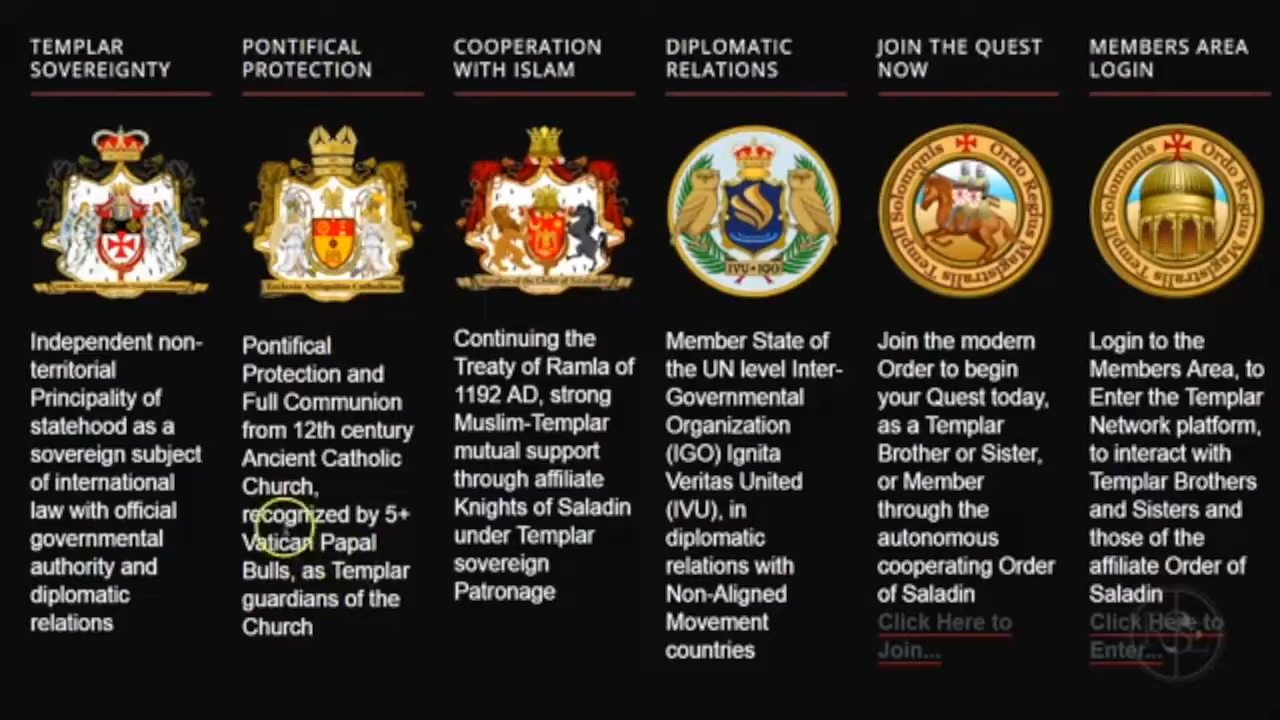 TEMPLAR
SOVEREIGNTY
Independent non-
territorial
Principality of
statehood as a
sovereign subject
of international
law with official
governmental
authority and
diplomatic
relations
PONTIFICAL
PROTECTION
Ecclesia Antiquitus Catholicus
Pontifical
Protection and
Full Communion
from 12th century
Ancient Catholic
Church,
recognized by 5+
Vatican Papal
Bulls, as Templar
guardians of the
Church
COOPERATION
WITH ISLAM
Continuing the
Treaty of Ramla of
1192 AD, strong
Muslim-Templar
mutual support
through affiliate
Knights of Saladin
under Templar
sovereign
Patronage
DIPLOMATIC
RELATIONS
IVU • IGO
Member State of
the UN level Inter-
Governmental
Organization
(IGO) Ignita
Veritas United
(IVU), in
diplomatic
relations with
Non-Aligned
Movement
countries
JOIN THE QUEST
NOW
Ordo Regius Magistralis Templi Solomonis
Join the modern
Order to begin
your Quest today,
as a Templar
Brother or Sister,
or Member
through the
autonomous
cooperating Order
of Saladin
Click Here to
Join...
MEMBERS AREA
LOGIN
Ordo Regius Magistralis Templi Solomonis
Login to the
Members Area, to
Enter the Templar
Network platform,
to interact with
Templar Brothers
and Sisters and
those of the
affiliate Order of
Saladin
Click Here to
Enter...